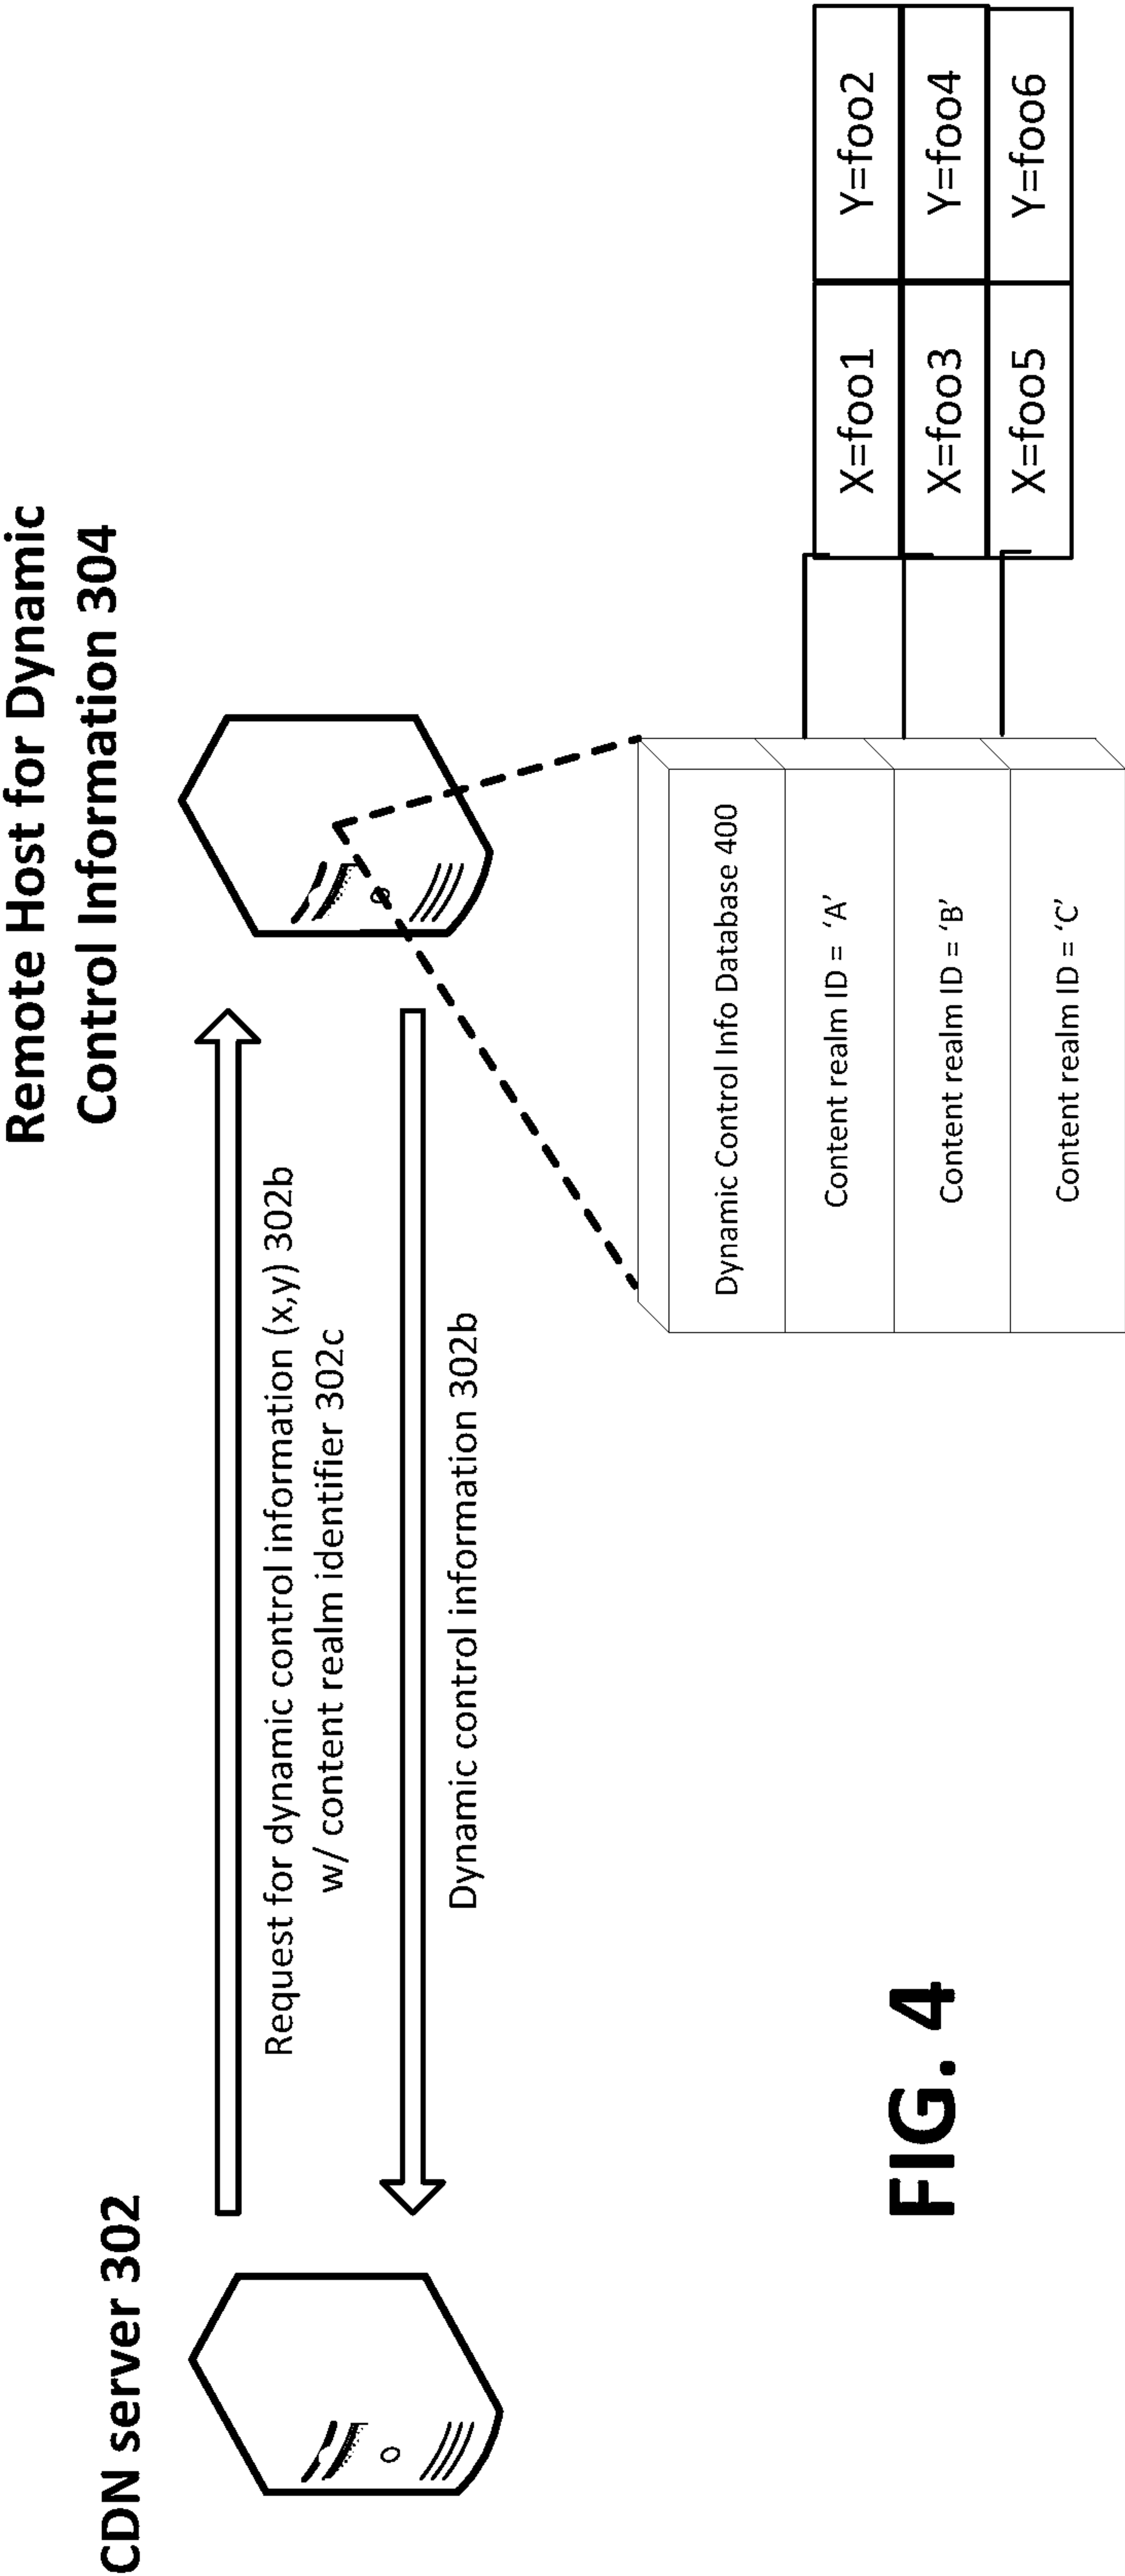 Remote Host for Dynamic
Control Information 304
CDN server 302
Request for dynamic control information (x,y) 302b
w/ content realm identifier 302c
Dynamic control information 302b
Dynamic Control Info Database 400
Content realm ID = ‘A’
X=foo1
Y=foo2
Content realm ID = ‘B’
X=foo3
Y=foo4
Content realm ID = ‘C’
X=foo5
Y=foo6
FIG. 4